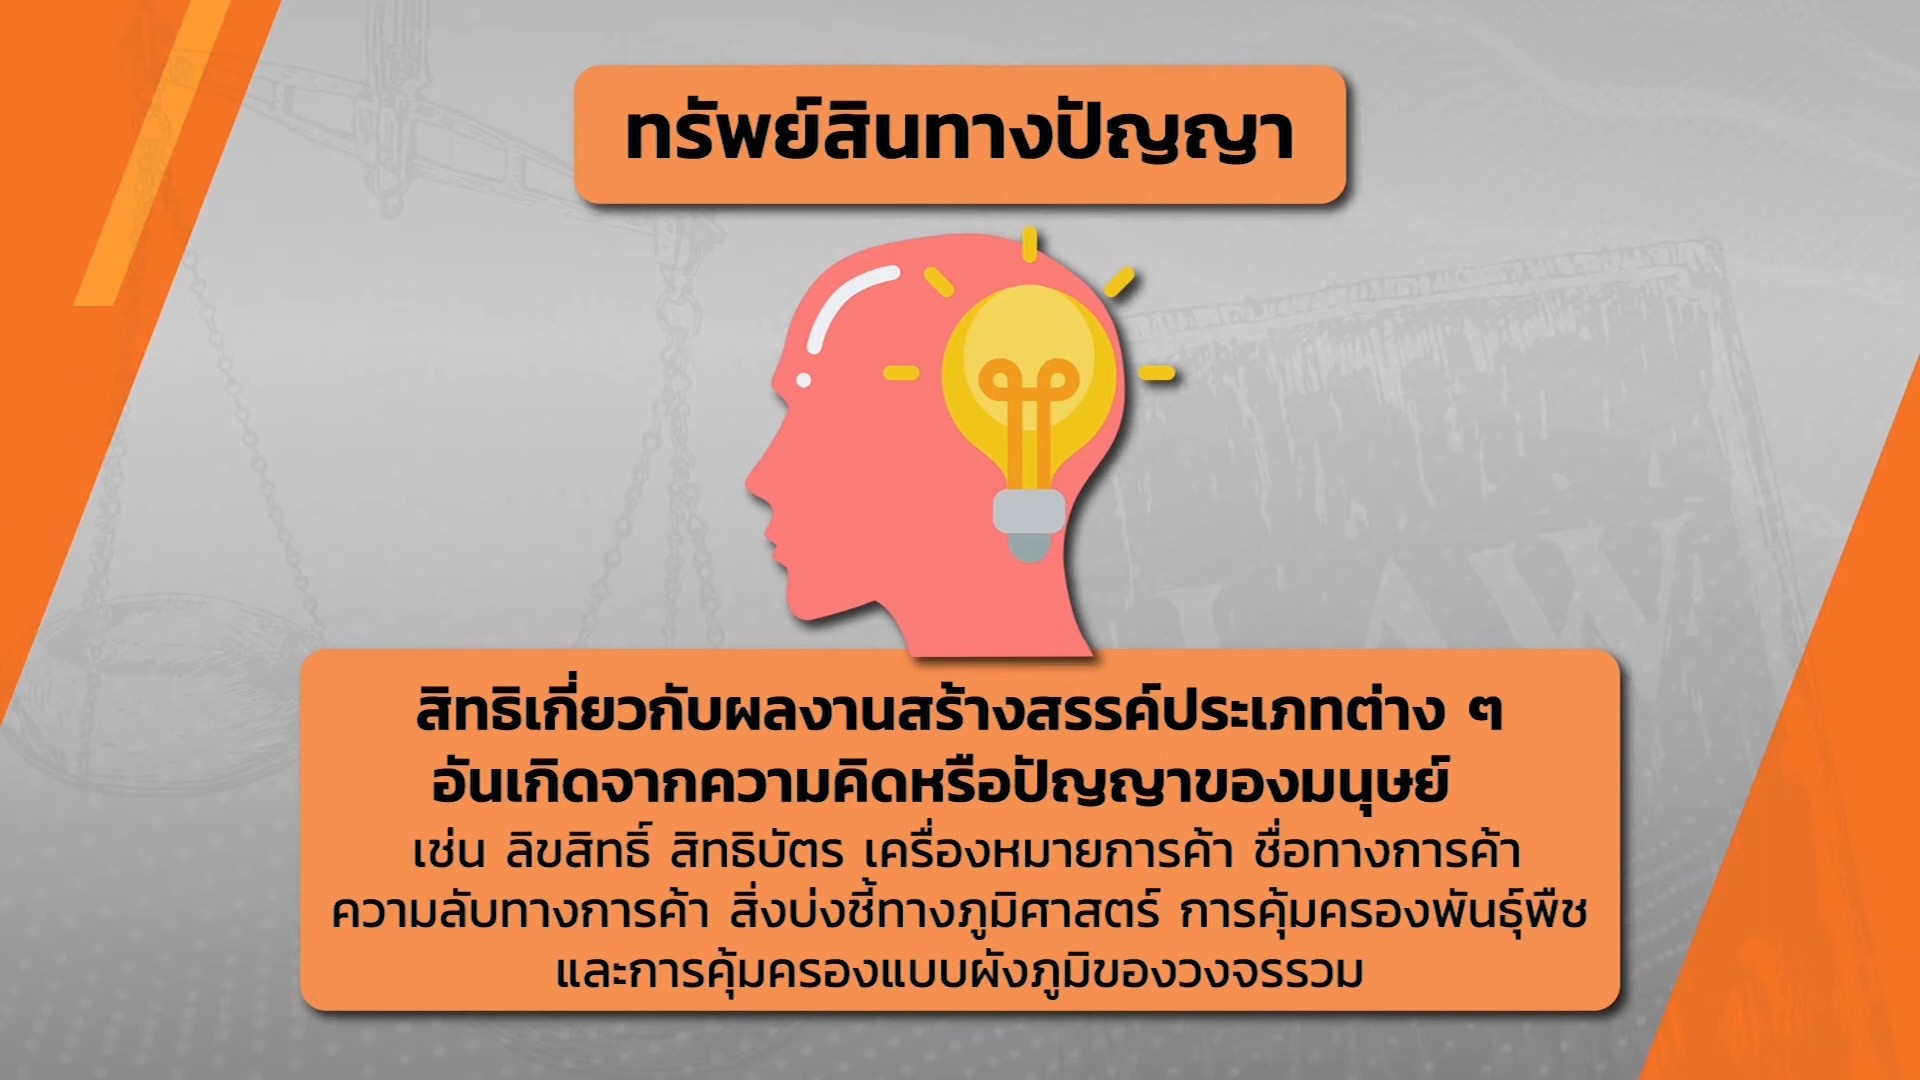 ทรัพย์สินทางปัญญา
LAW
สิทธิเกี่ยวกับผลงานสร้างสรรค์ประเภทต่าง ๆ
อันเกิดจากความคิดหรือปัญญาของมนุษย์
เช่น ลิขสิทธิ์ สิทธิบัตร เครื่องหมายการค้า ชื่อทางการค้า
ความลับทางการค้า สิ่งบ่งชี้ทางภูมิศาสตร์ การคุ้มครองพันธุ์พืช
และการคุ้มครองแบบผังภูมิของวงจรรวม